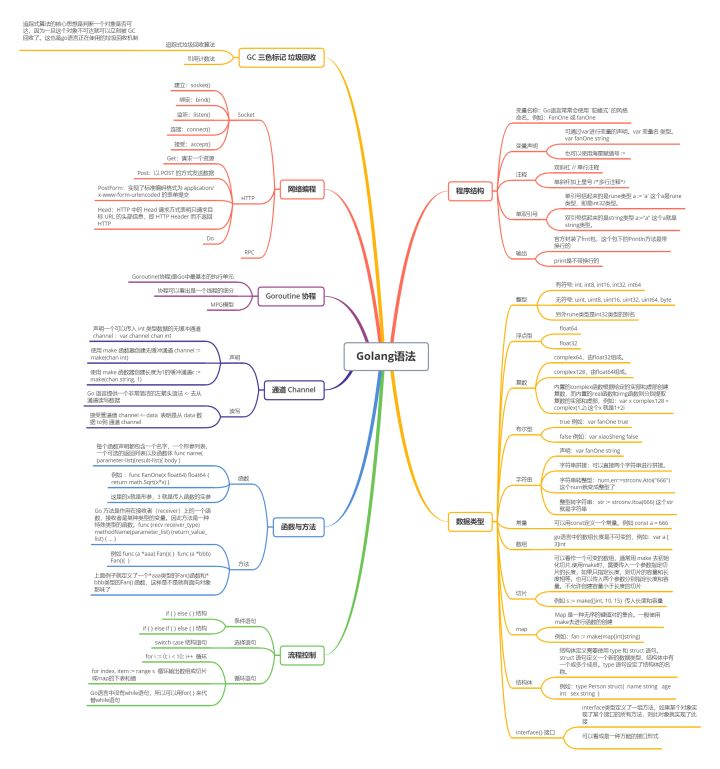 Golang语法
GC 三色标记 垃圾回收
追踪式算法的核心思想是判断一个对象是否可
达，因为一旦这个对象不可达就可以立刻被 GC
回收了。这也是go语言正在使用的垃圾回收机制
追踪式垃圾回收算法
引用计数法
网络编程
Socket
建立：socket()
绑定：bind()
监听：listen()
连接：connect()
接受：accept()
HTTP
Get：请求一个资源
Post：以 POST 的方式发送数据
PostForm：实现了标准编码格式为 application/
x-www-form-urlencoded 的表单提交
Head：HTTP 中的 Head 请求方式表明只请求目
标 URL 的头部信息，即 HTTP Header 而不返回
HTTP
Do
RPC
Goroutine 协程
Goroutine(协程)是Go中最基本的执行单元
协程可以看出是一个线程的细分
MPG模型
通道 Channel
声明
声明一个可以传入 int 类型数据的无缓冲通道
channel ：var channel chan int
使用 make 函数器创建无缓冲通道 channel :=
make(chan int)
使用 make 函数器创建长度为1的缓冲通道c :=
make(chan string, 1)
读写
Go 语言提供一个非常简洁的左箭头语法 <- 去从
通道读写数据
接受管道值 channel <- data 表明是从 data 数
据 to例 通道 channel
函数与方法
函数
每个函数声明都包含一个名字，一个形参列表，
一个可选的返回列表以及函数体 func name(
parameter-list)(result-list){ body }
例如：func FanOne(x float64) float64 {
return math.Sqrt(x*x) }
这里的x就是形参，3 就是传入函数的实参
方法
Go 方法是作用在接收者（receiver）上的一个函
数，接收者是某种类型的变量。因此方法是一种
特殊类型的函数。func (recv receiver_type)
methodName(parameter_list) (return_value_
list) { ... }
例如 func (a *aaa) Fan(){ } func (a *bbb)
Fan(){ }
上面例子就定义了一个*aaa类型的Fan()函数和*
bbb类型的Fan() 函数，这样是不是就有面向对象
那味了
流程控制
条件语句
if ( ) else { } 结构
if ( ) else if ( ) else { } 结构
选择语句
switch case 结构语句
循环语句
for i := 0; i < 10; i++ 循环
for index, item := range s 循环输出数组或切片
或map的下表和值
Go语言中没有while语句，所以可以用for{ } 来代
替while语句
程序结构
变量名称：Go语言常常会使用 `驼峰式` 的风格
命名。例如：FanOne 或 fanOne
变量声明
可通过var进行变量的声明。var 变量名 类型。
var fanOne string
也可以使用海星赋值号 :=
注释
双斜杠 // 单行注释
单斜杆加上星号 /*多行注释*/
单双引号
单引号括起来的是rune类型 a := 'a' 这个a是rune
类型，即是int32类型。
双引号括起来的是string类型 a:="a" 这个a就是
string类型。
输出
官方封装了fmt包。这个包下的Println方法是带
换行的
print是不带换行的
数据类型
整型
有符号: int, int8, int16, int32, int64
无符号: uint, uint8, uint16, uint32, uint64, byte
另外rune类型是int32类型的别名
浮点型
float64
float32
复数
complex64，由float32组成。
complex128，由float64组成。
内置的complex函数根据给定的实部和虚部创建
复数，而内置的real函数和img函数则分别提取
复数的实部和虚部，例如：var x complex128 =
complex(1,2) 这个x 就是1+2i
布尔型
true 例如：var fanOne true
false 例如：var xiaoSheng false
字符串
声明：var fanOne string
字符串拼接：可以直接两个字符串进行拼接。
字符串转整型：num,err:=strconv.Atoi("666")
这个num就变成整型了
整型转字符串：str := strconv.Itoa(666) 这个str
就是字符串
常量
可以用const定义一个常量。例如 const a = 666
数组
go语言中的数组长度是不可变的，例如：var a [
3]int
切片
可以看作一个可变的数组，通常用 make 去初始
化切片,使用make时，需要传入一个参数指定切
片的长度，如果只指定长度，则切片的容量和长
度相等。也可以传入两个参数分别指定长度和容
量。不允许创建容量小于长度的切片
例如 s := make([]int, 10, 15) 传入长度和容量
map
Map 是一种无序的键值对的集合。一般使用
make去进行函数的创建
例如：fan := make(map[int]string)
结构体
结构体定义需要使用 type 和 struct 语句。
struct 语句定义一个新的数据类型，结构体中有
一个或多个成员。type 语句设定了结构体的名
称。
例如：type Person struct{ name string age
int sex string }
interface{} 接口
interface类型定义了一组方法，如果某个对象实
现了某个接口的所有方法，则此对象就实现了此
接
可以看成是一种万能的接口形式